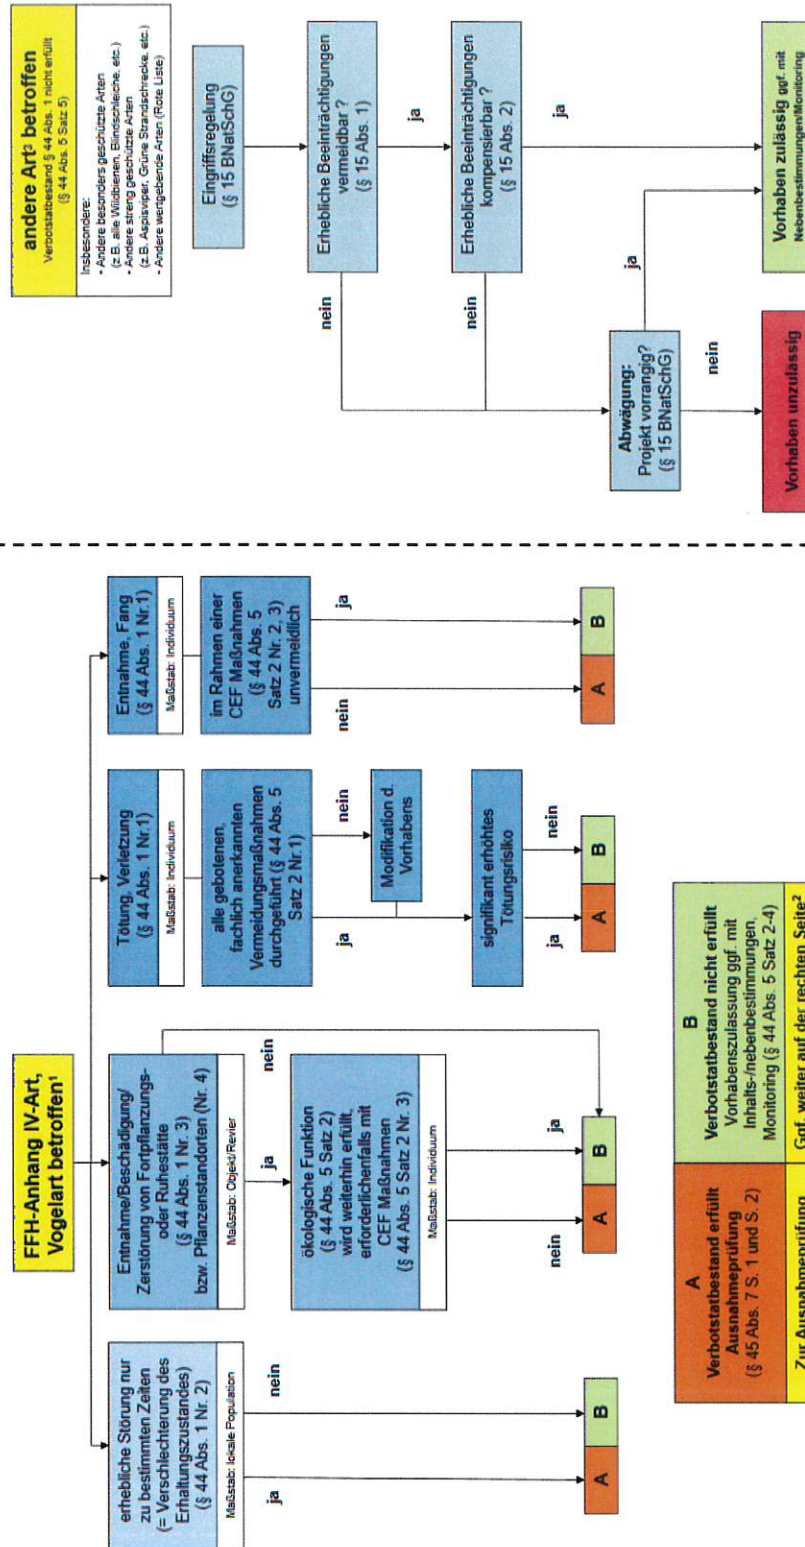 FFH-Anhang IV-Art,
Vogelart betroffen¹
erhebliche Störung nur
zu bestimmten Zeiten
(= Verschlechterung des
Erhaltungszustandes)
(§ 44 Abs. 1 Nr. 2)
Maßstab: lokale Population
ja
nein
A
B
Entnahme/Beschädigung/
Zerstörung von Fortpflanzungs-
oder Ruhestätte
(§ 44 Abs. 1 Nr. 3)
bzw. Pflanzenstandorten (Nr. 4)
Maßstab: Objekt/Revier
ja
nein
ökologische Funktion
(§ 44 Abs. 5 Satz 2)
wird weiterhin erfüllt,
erforderlichenfalls mit
CEF Maßnahmen
(§ 44 Abs. 5 Satz 2 Nr. 3)
Maßstab: Individuum
nein
ja
A
B
Tötung, Verletzung
(§ 44 Abs. 1 Nr.1)
Maßstab: Individuum
alle gebotenen,
fachlich anerkannten
Vermeidungsmaßnahmen
durchgeführt (§ 44 Abs. 5
Satz 2 Nr.1)
ja
nein
Modifikation d.
Vorhabens
signifikant erhöhtes
Tötungsrisiko
ja
nein
A
B
Entnahme, Fang
(§ 44 Abs. 1 Nr.1)
Maßstab: Individuum
im Rahmen einer
CEF Maßnahmen
(§ 44 Abs. 5
Satz 2 Nr. 2, 3)
unvermeidlich
nein
ja
A
B
A
Verbotstatbestand erfüllt
Ausnahmeprüfung
(§ 45 Abs. 7 S. 1 und S. 2)
Zur Ausnahmeprüfung
B
Verbotstatbestand nicht erfüllt
Vorhabenszulassung ggf. mit
Inhalts-/nebenbestimmungen,
Monitoring (§ 44 Abs. 5 Satz 2-4)
Ggf. weiter auf der rechten Seite²
andere Art³ betroffen
Verbotstatbestand § 44 Abs. 1 nicht erfüllt
(§ 44 Abs. 5 Satz 5)
Insbesondere:
- Andere besonders geschützte Arten
(z.B. alle Wildbienen, Blindschleiche, etc.)
- Andere streng geschützte Arten
(z.B. Aspisviper, Grüne Strandschrecke, etc.)
- Andere wertgebende Arten (Rote Liste)
Eingriffsregelung
(§ 15 BNatSchG)
Erhebliche Beeinträchtigungen
vermeidbar ?
(§ 15 Abs. 1)
nein
ja
Erhebliche Beeinträchtigungen
kompensierbar ?
(§ 15 Abs. 2)
nein
ja
Abwägung:
Projekt vorrangig?
(§ 15 BNatSchG)
ja
nein
Vorhaben unzulässig
Vorhaben zulässig ggf. mit
Nebenbestimmungen/Monitoring